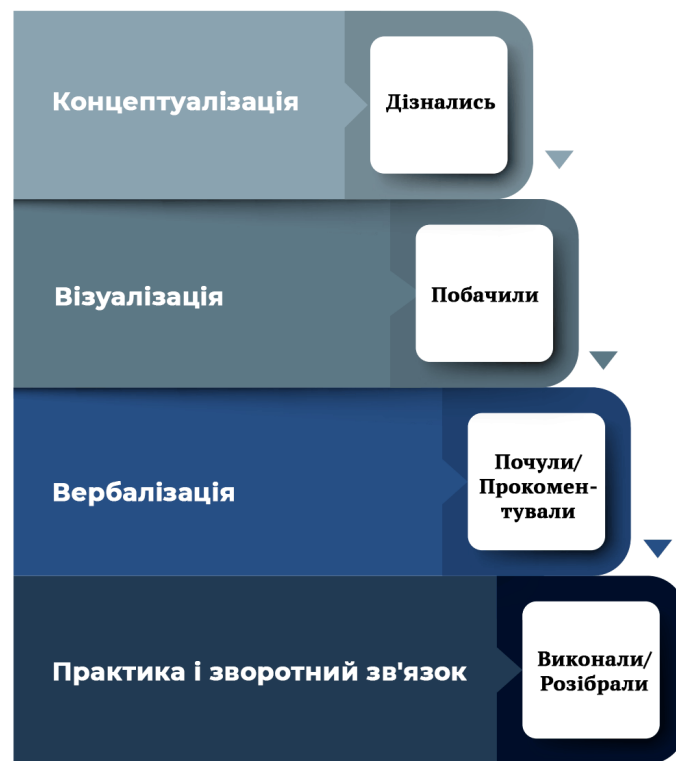 Концептуалізація
Дізнались
Візуалізація
Побачили
Вербалізація
Почули/
Прокомен-
тували
Практика і зворотний зв'язок
Виконали/
Розібрали